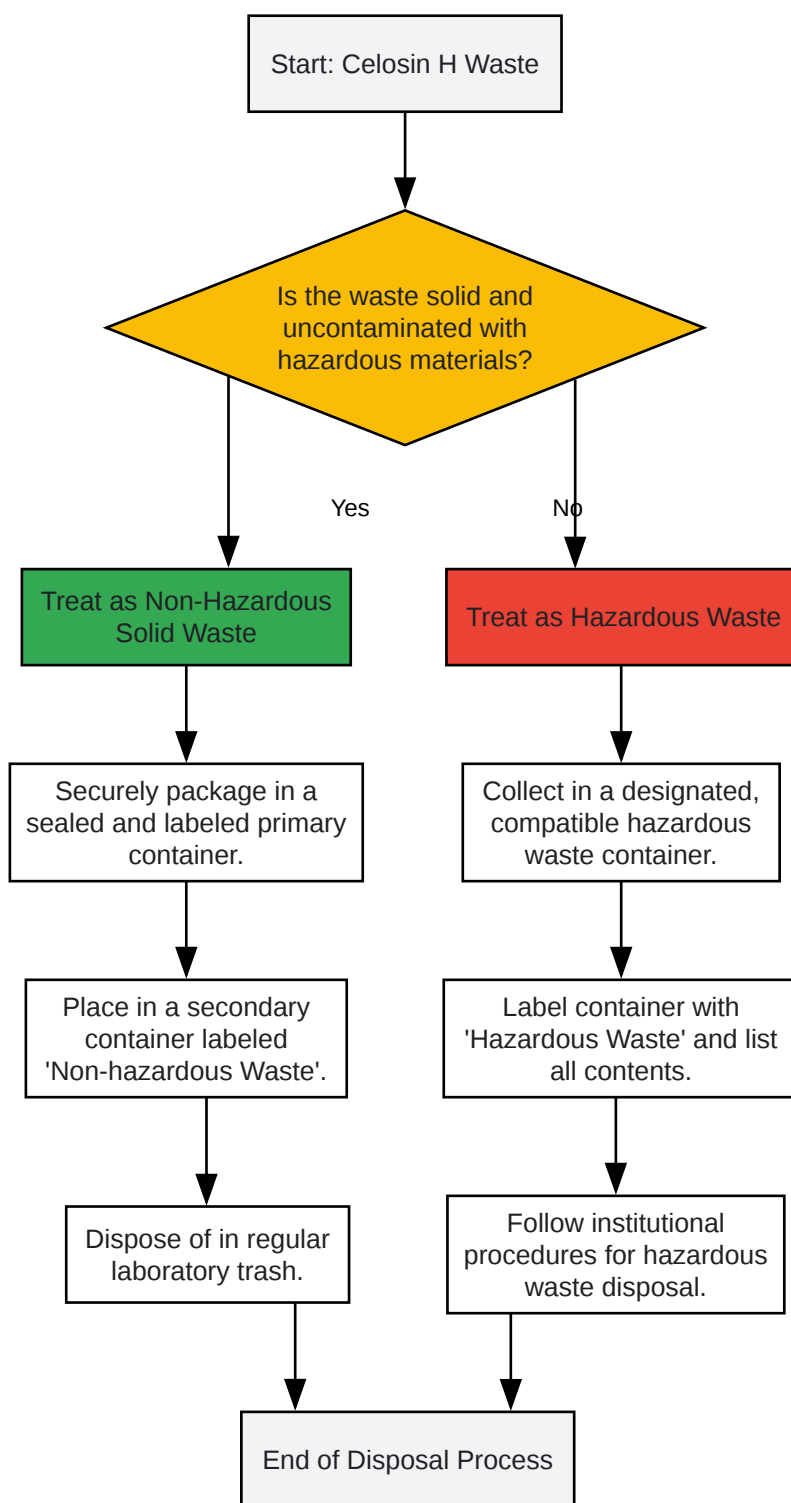 Start: Celosin H Waste
Is the waste solid and
uncontaminated with
hazardous materials?
Yes
No
Treat as Non-Hazardous
Solid Waste
Treat as Hazardous Waste
Securely package in a
sealed and labeled primary
container.
Collect in a designated,
compatible hazardous
waste container.
Place in a secondary
container labeled
'Non-hazardous Waste'.
Label container with
'Hazardous Waste' and list
all contents.
Dispose of in regular
laboratory trash.
Follow institutional
procedures for hazardous
waste disposal.
End of Disposal Process